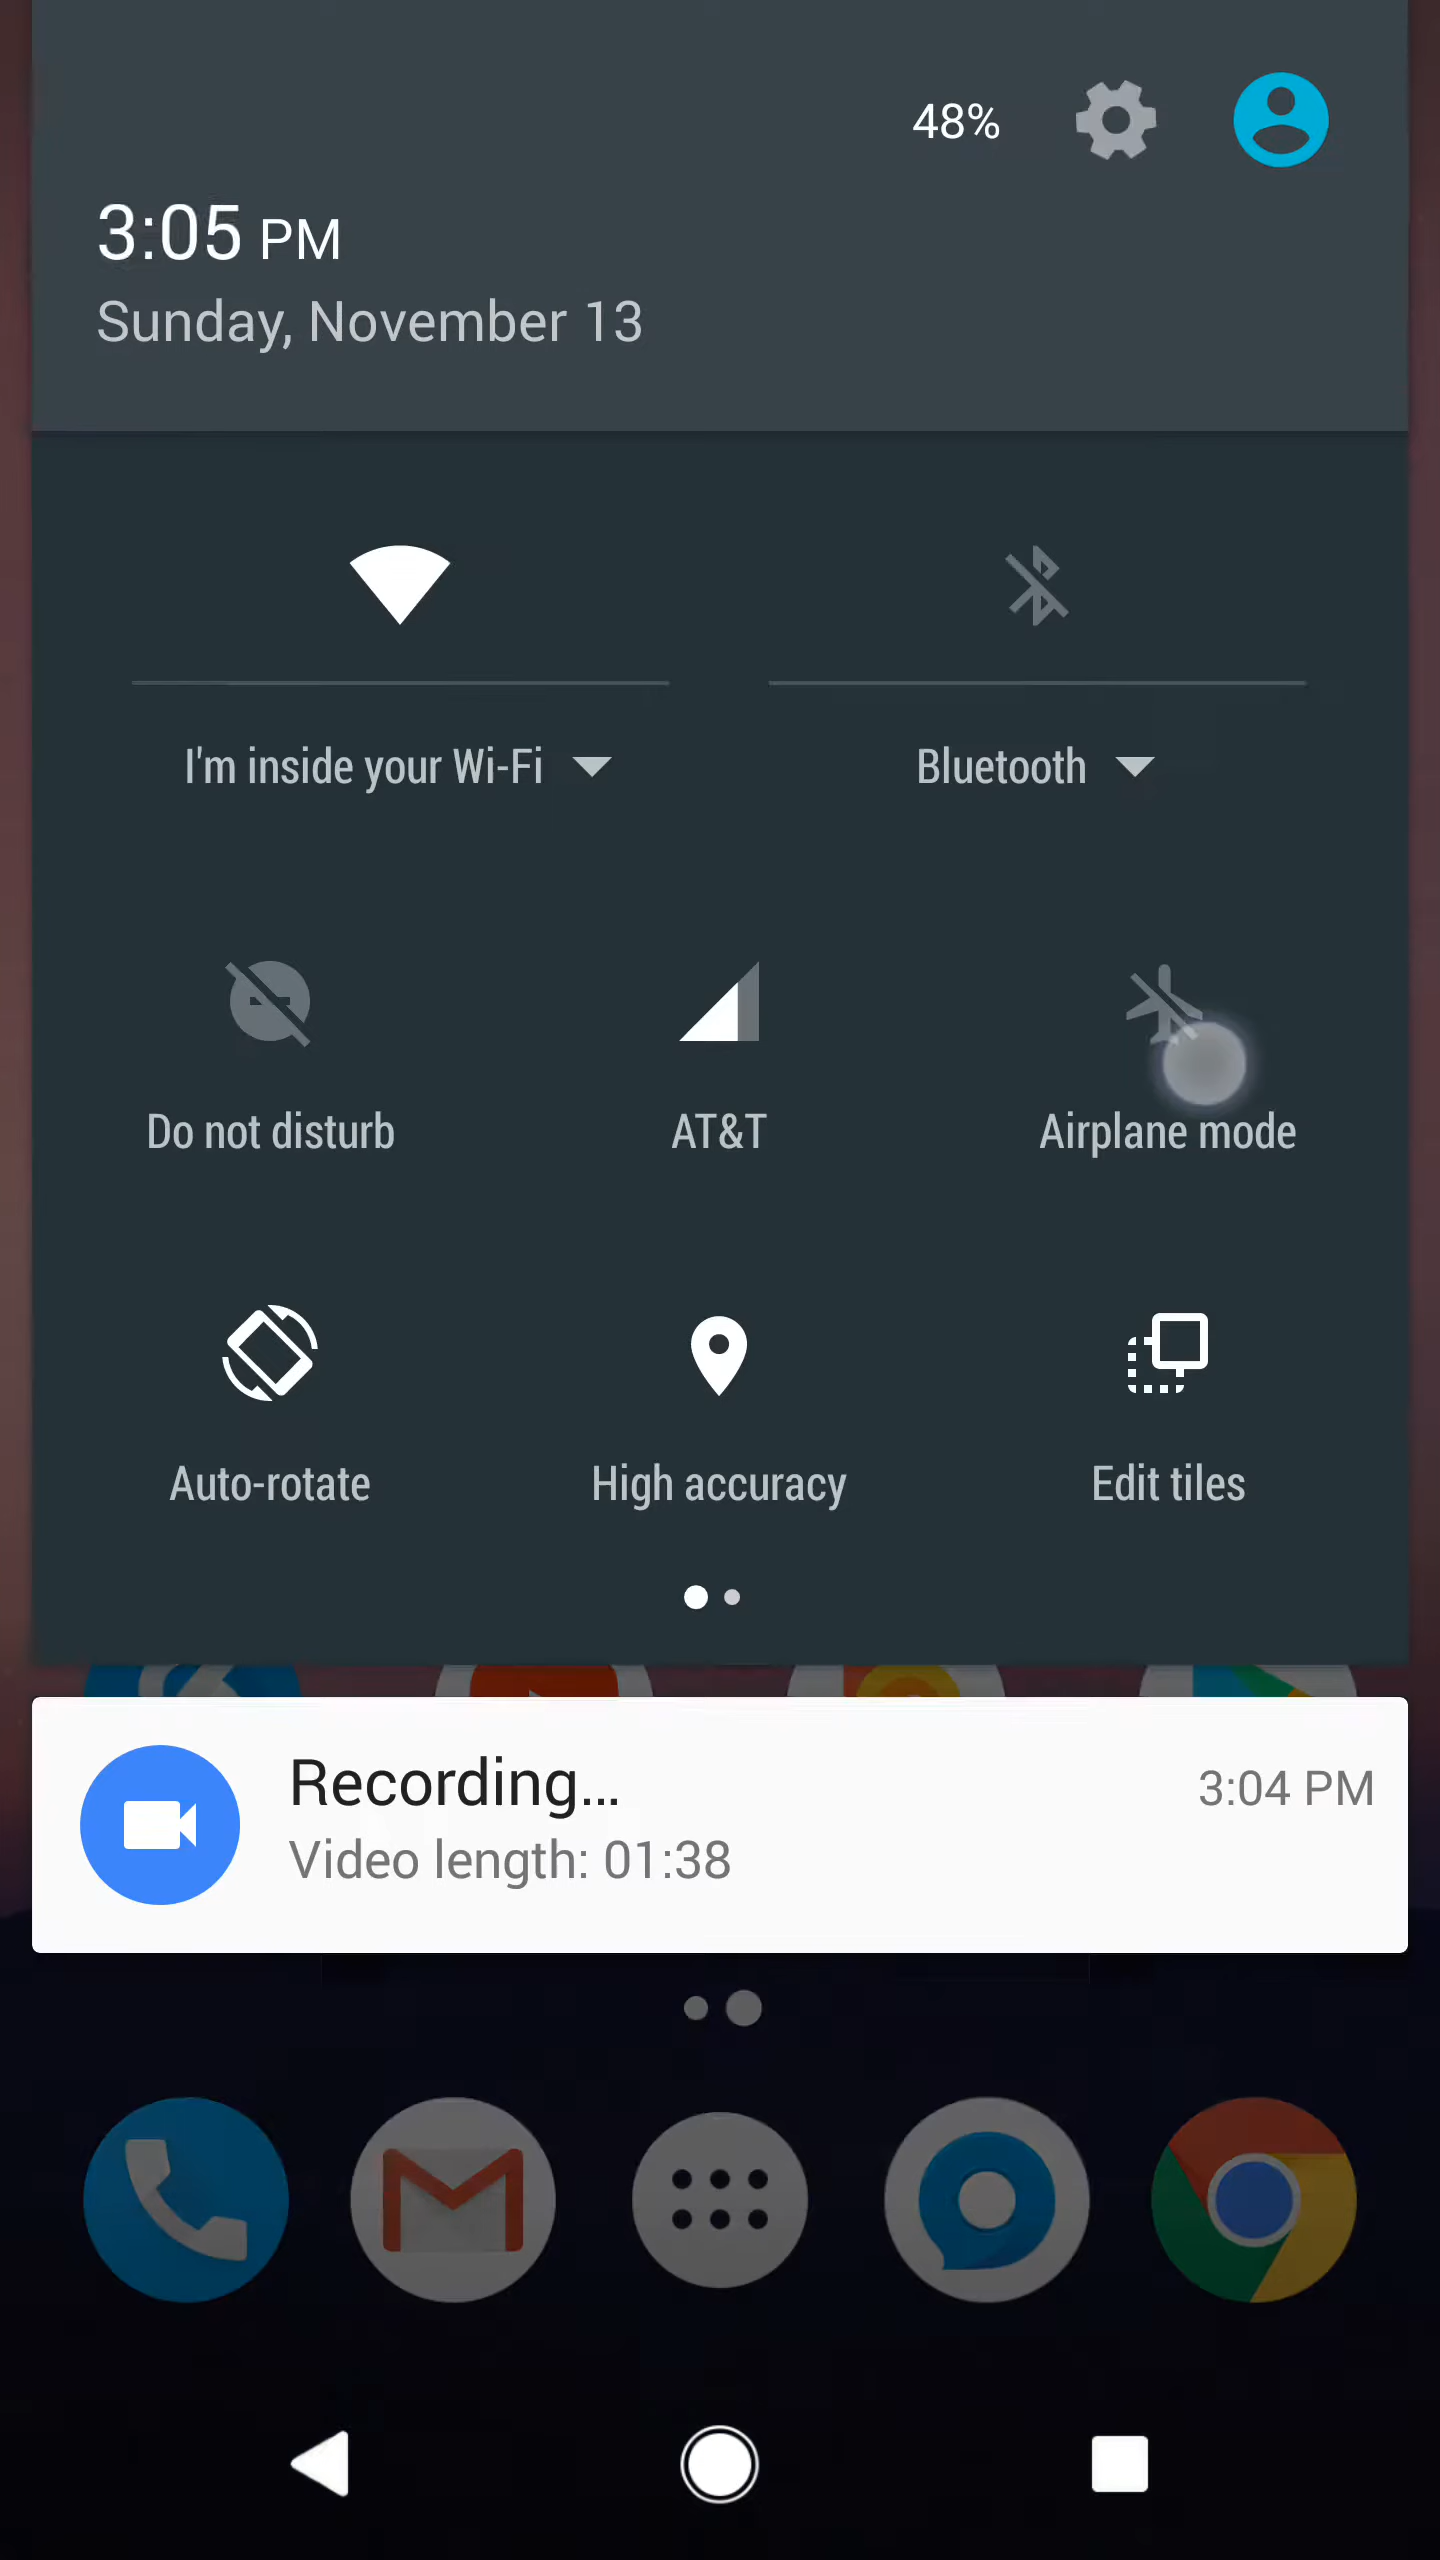 48%
3:05 PM
Sunday, November 13
I'm inside your Wi-Fi
Bluetooth
Do not disturb
AT&T
Airplane mode
Auto-rotate
High accuracy
Edit tiles
Recording...
3:04 PM
Video length: 01:38